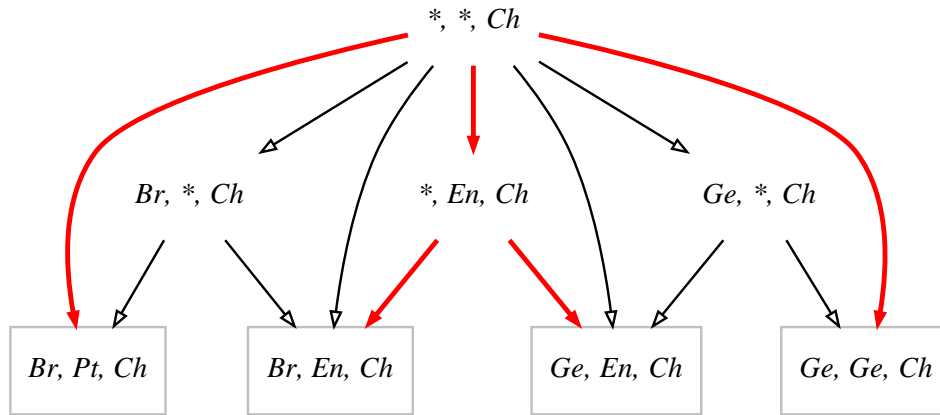 *, *, Ch
Br, *, Ch
*, En, Ch
Ge, *, Ch
Br, Pt, Ch
Br, En, Ch
Ge, En, Ch
Ge, Ge, Ch